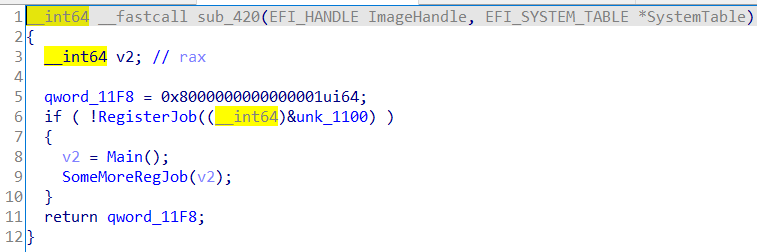 1 __int64 __fastcall sub_420(EFI_HANDLE ImageHandle, EFI_SYSTEM_TABLE *SystemTable)
2 {
3   __int64 v2; // rax
4
5   qword_11F8 = 0x8000000000000001ui64;
6   if ( !RegisterJob((__int64)&unk_1100) )
7   {
8     v2 = Main();
9     SomeMoreRegJob(v2);
10   }
11   return qword_11F8;
12 }